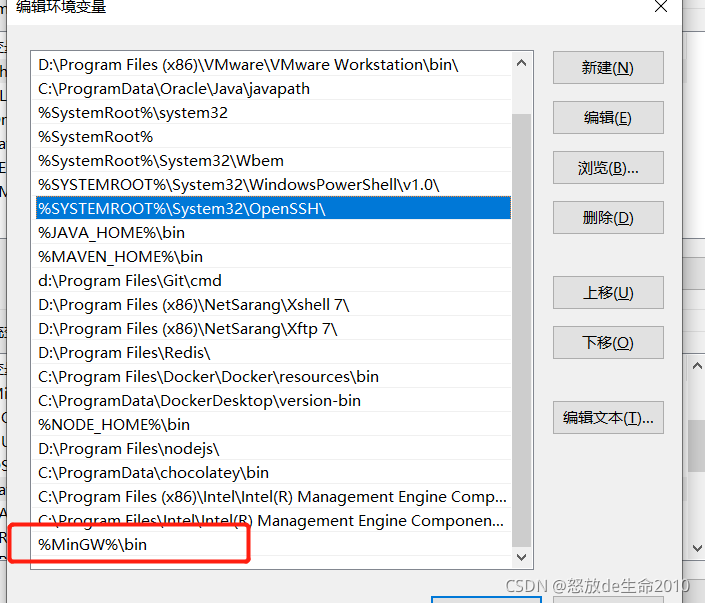 编辑环境变量
D:\Program Files (x86)\VMware\VMware Workstation\bin\
C:\ProgramData\Oracle\Java\javapath
%SystemRoot%\system32
%SystemRoot%
%SystemRoot%\System32\Wbem
%SYSTEMROOT%\System32\WindowsPowerShell\v1.0\
%SYSTEMROOT%\System32\OpenSSH\
%JAVA_HOME%\bin
%MAVEN_HOME%\bin
d:\Program Files\Git\cmd
D:\Program Files (x86)\NetSarang\Xshell 7\
D:\Program Files (x86)\NetSarang\Xftp 7\
D:\Program Files\Redis\
C:\Program Files\Docker\Docker\resources\bin
C:\ProgramData\DockerDesktop\version-bin
%NODE_HOME%\bin
D:\Program Files\nodejs\
C:\ProgramData\chocolatey\bin
C:\Program Files (x86)\Intel\Intel(R) Management Engine Comp...
C:\Program Files\Intel\Intel(R) Management Engine Componen...
%MinGW%\bin
新建(N)
编辑(E)
浏览(B)...
删除(D)
上移(U)
下移(O)
编辑文本(T)...
CSDN @怒放de生命2010